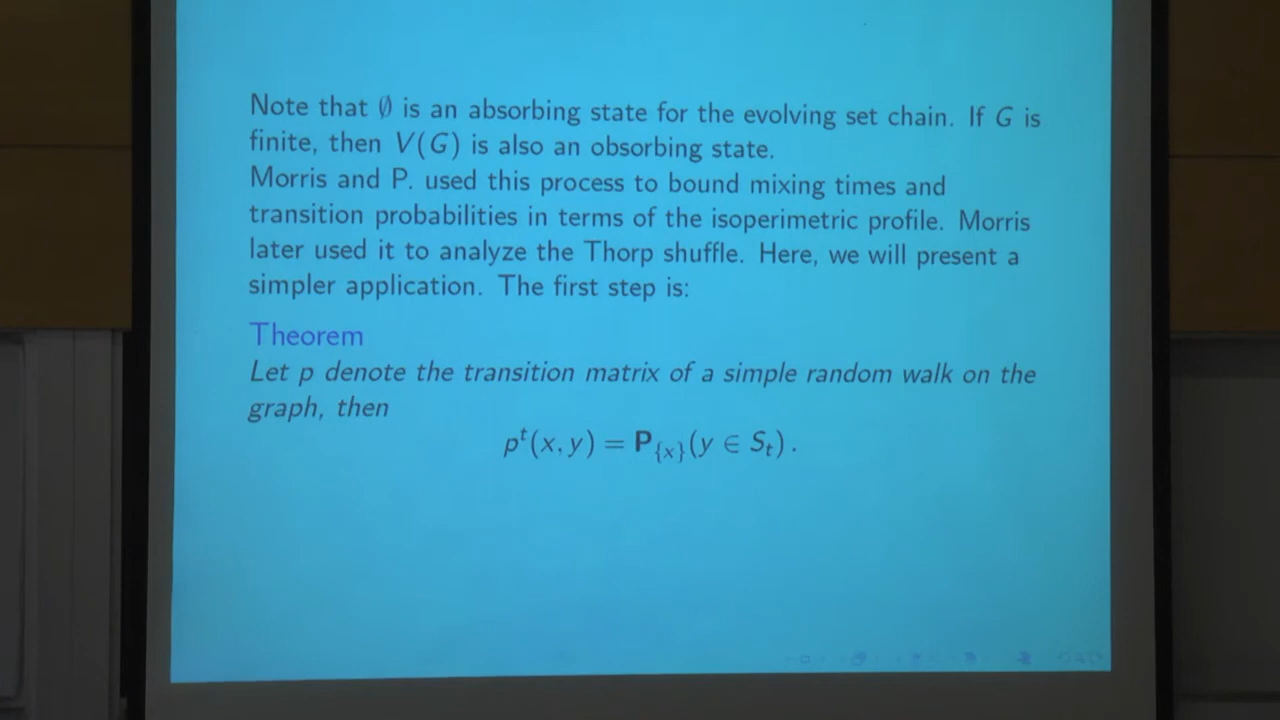 Note that ∅ is an absorbing state for the evolving set chain. If G is
finite, then V(G) is also an obsorbing state.
Morris and P. used this process to bound mixing times and
transition probabilities in terms of the isoperimetric profile. Morris
later used it to analyze the Thorp shuffle. Here, we will present a
simpler application. The first step is:
Theorem
Let p denote the transition matrix of a simple random walk on the
graph, then
pᵗ(x, y) = P_{x}(y ∈ Sₜ).